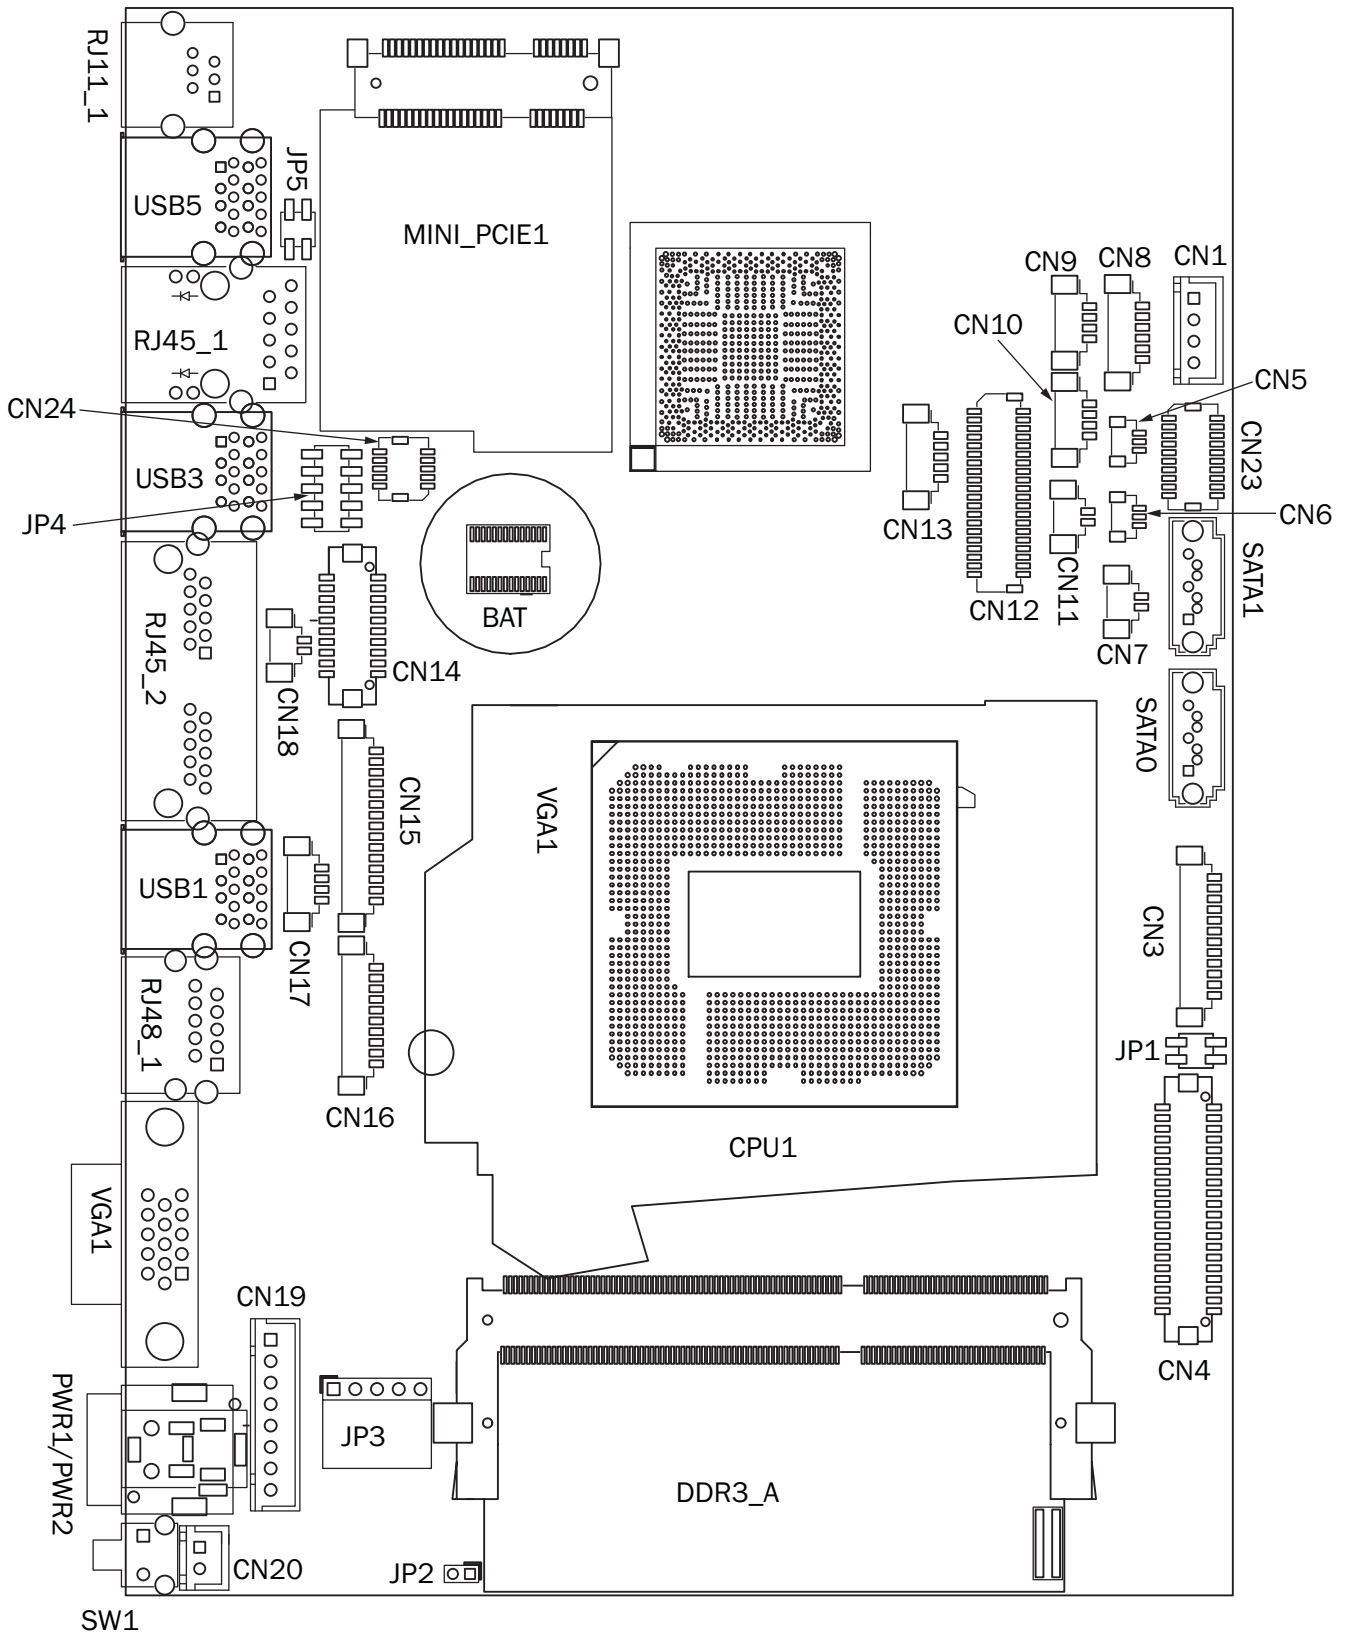 RJ11_1
JP5
USB5
MINI_PCIE1
CN9
CN8
CN1
CN10
RJ45_1
CN5
CN24
CN23
USB3
JP4
CN13
CN6
SATA1
CN11
CN12
BAT
RJ45_2
CN14
CN7
CN18
SATA0
CN15
VGA1
USB1
CN3
CN17
RJ48_1
JP1
CN16
CPU1
VGA1
CN19
CN4
PWR1/PWR2
JP3
DDR3_A
CN20
JP2
SW1